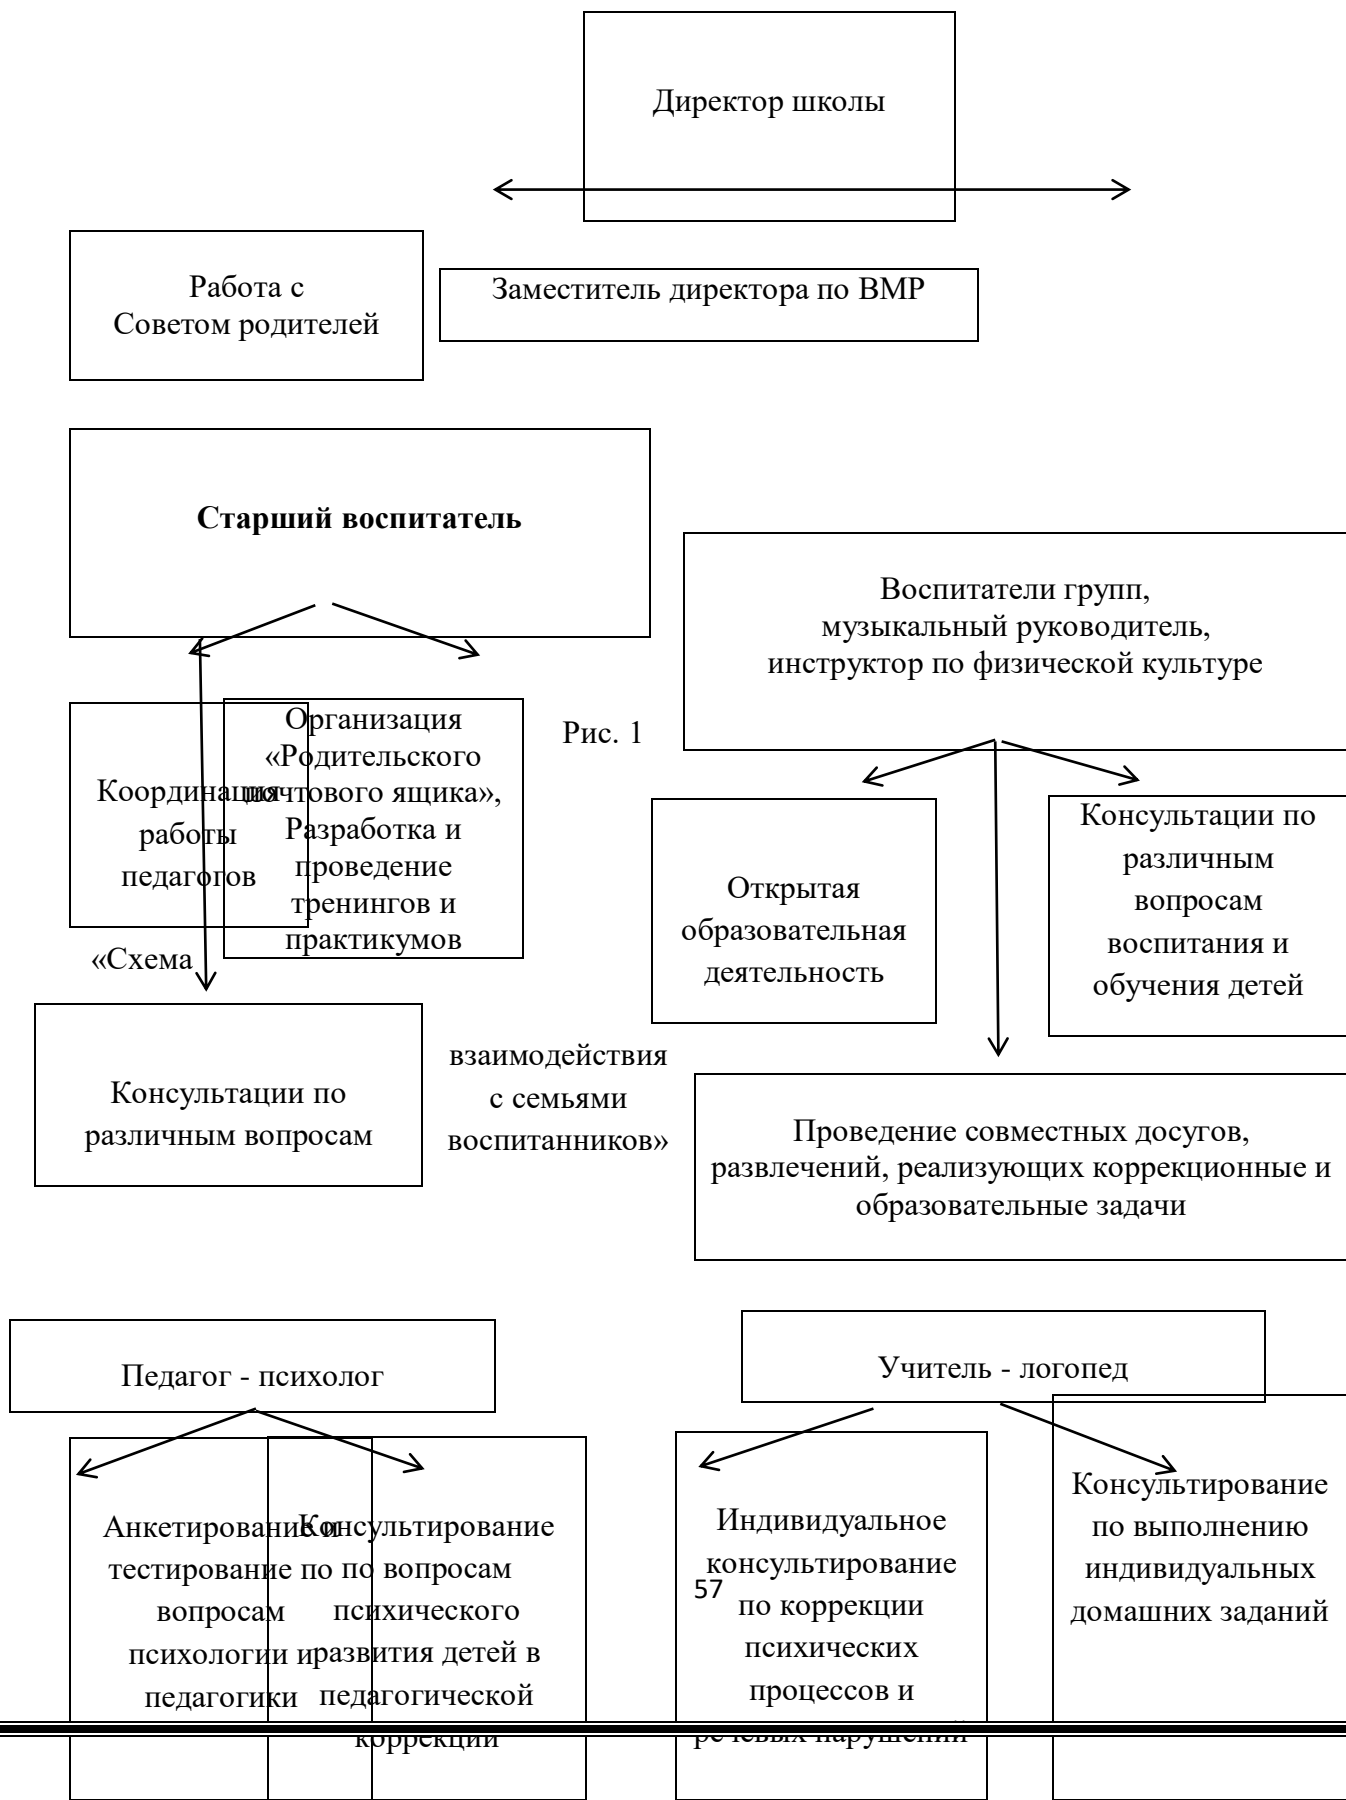 Директор школы
Работа с
Советом родителей
Заместитель директора по ВМР
Старший воспитатель
Воспитатели групп,
музыкальный руководитель,
инструктор по физической культуре
Координация
работы
педагогов
Организация
«Родительского
почтового ящика»,
Разработка и
проведение
тренингов и
практикумов
Рис. 1
«Схема
взаимодействия
с семьями
воспитанников»
Открытая
образовательная
деятельность
Консультации по
различным
вопросам
воспитания и
обучения детей
Консультации по
различным вопросам
Проведение совместных досугов,
развлечений, реализующих коррекционные и
образовательные задачи
Педагог - психолог
Учитель - логопед
Анкетирование и
тестирование по
вопросам
психологии и
педагогики
Консультирование
по вопросам
психического
развития детей в
педагогической
коррекции
Индивидуальное
консультирование
по коррекции
психических
процессов и
речевых нарушений
Консультирование
по выполнению
индивидуальных
домашних заданий
57